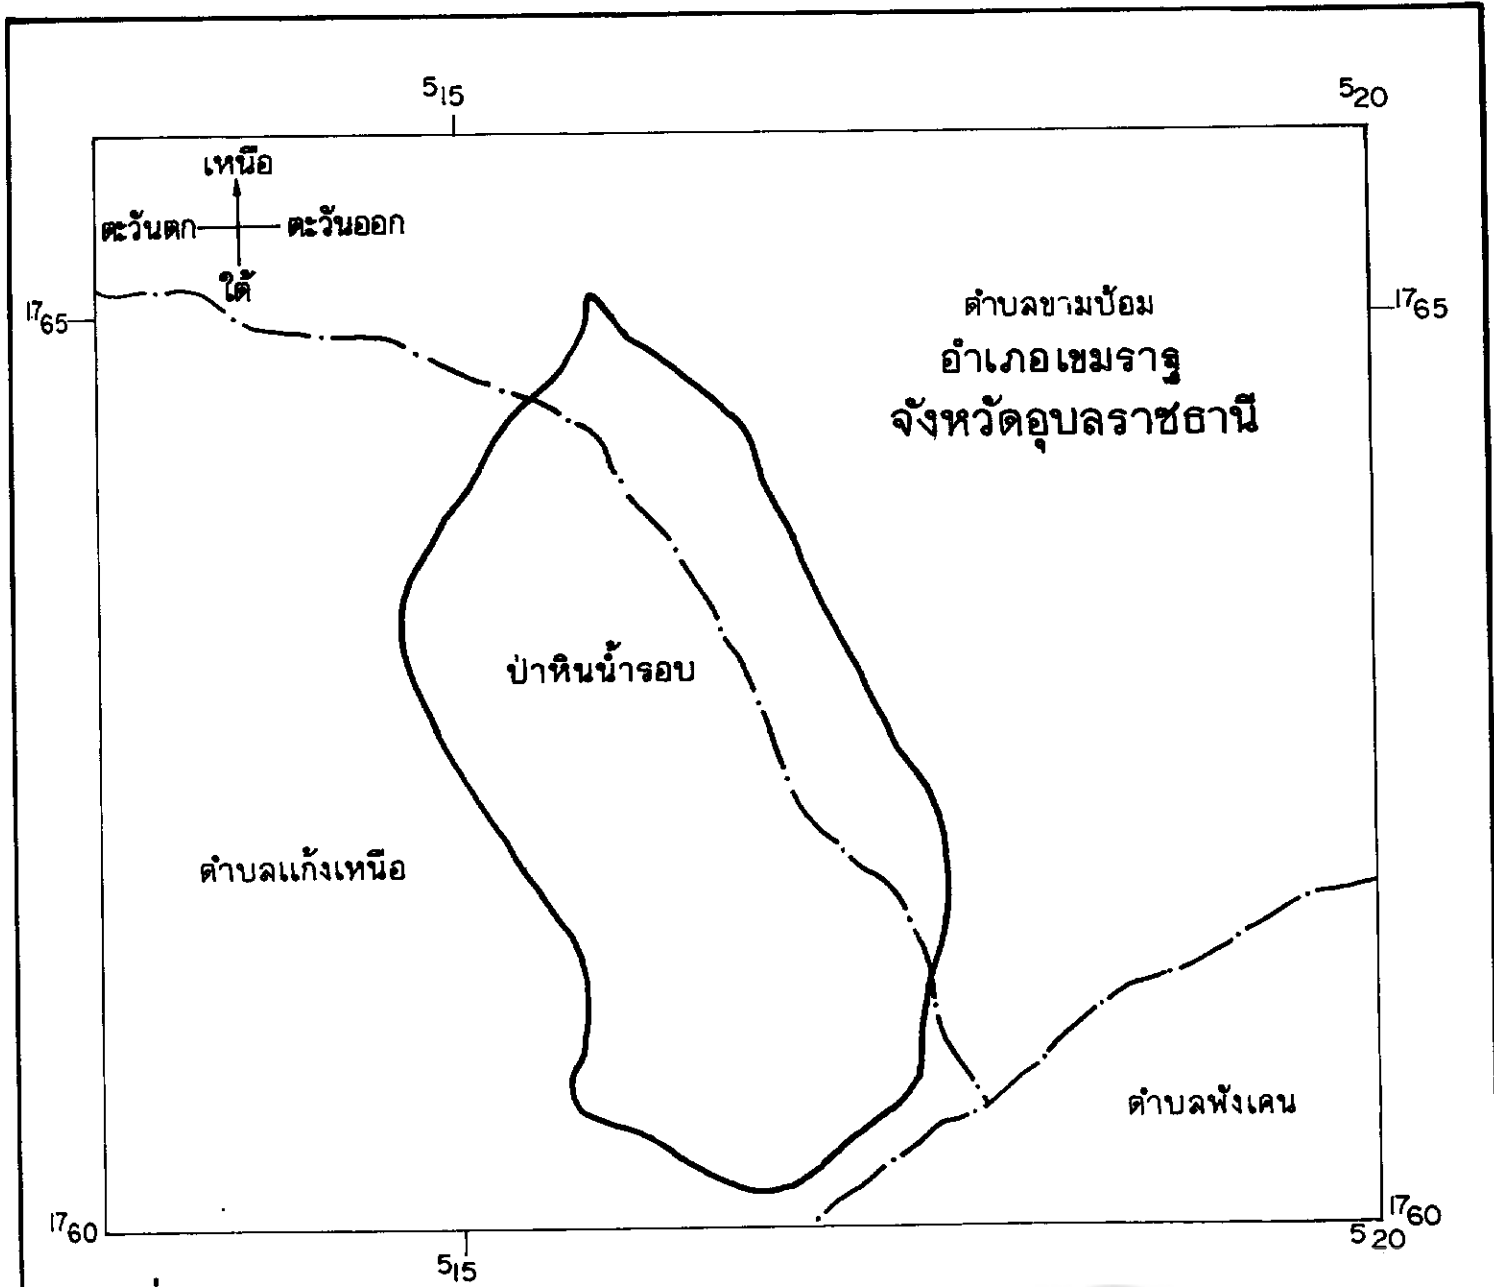 515 520
เหนือ
ตะวันตก ตะวันออก
ใต้
1765 1765
ตำบลขามป้อม
อำเภอเขมราฐ
จังหวัดอุบลราชธานี
ป่าหินน้ำรอบ
ตำบลแก้งเหนือ
ตำบลพังเคน
1760 1760
515 520